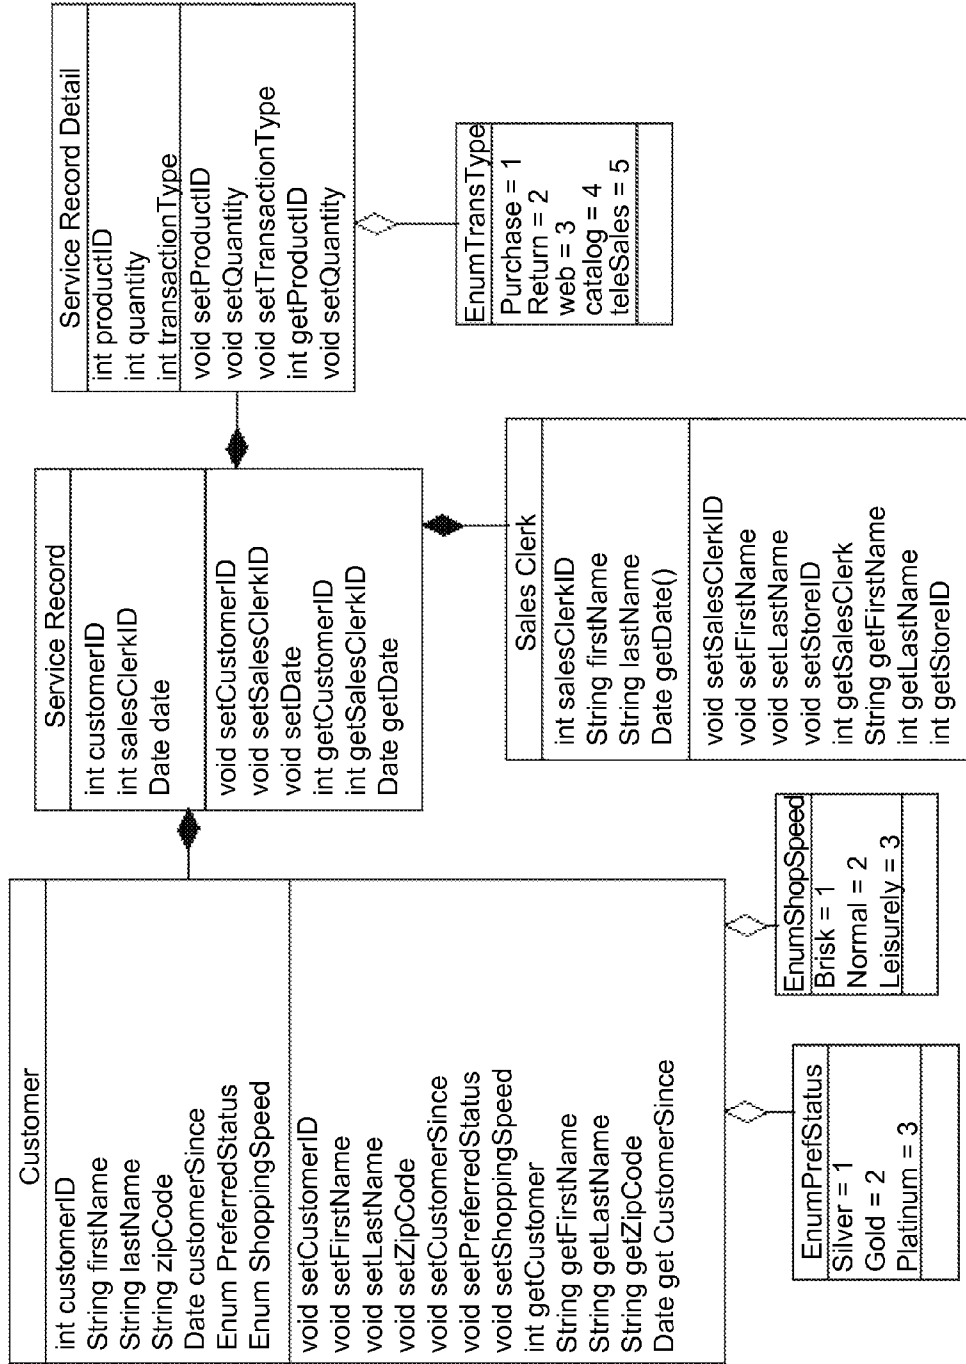 Customer
int customerID
String firstName
String lastName
String zipCode
Date customerSince
Enum PreferredStatus
Enum ShoppingSpeed
void setCustomerID
void setFirstName
void setLastName
void setZipCode
void setCustomerSince
void setPreferredStatus
void setShoppingSpeed
int getCustomer
String getFirstName
String getLastName
String getZipCode
Date get CustomerSince
EnumPrefStatus
Silver = 1
Gold = 2
Platinum = 3
EnumShopSpeed
Brisk = 1
Normal = 2
Leisurely = 3
Service Record
int customerID
int salesClerkID
Date date
void setCustomerID
void setSalesClerkID
void setDate
int getCustomerID
int getSalesClerkID
Date getDate
Sales Clerk
int salesClerkID
String firstName
String lastName
Date getDate()
void setSalesClerkID
void setFirstName
void setLastName
void setStoreID
int getSalesClerk
String getFirstName
int getLastName
int getStoreID
Service Record Detail
int productID
int quantity
int transactionType
void setProductID
void setQuantity
void setTransactionType
int getProductID
void setQuantity
EnumTransType
Purchase = 1
Return = 2
web = 3
catalog = 4
teleSales = 5